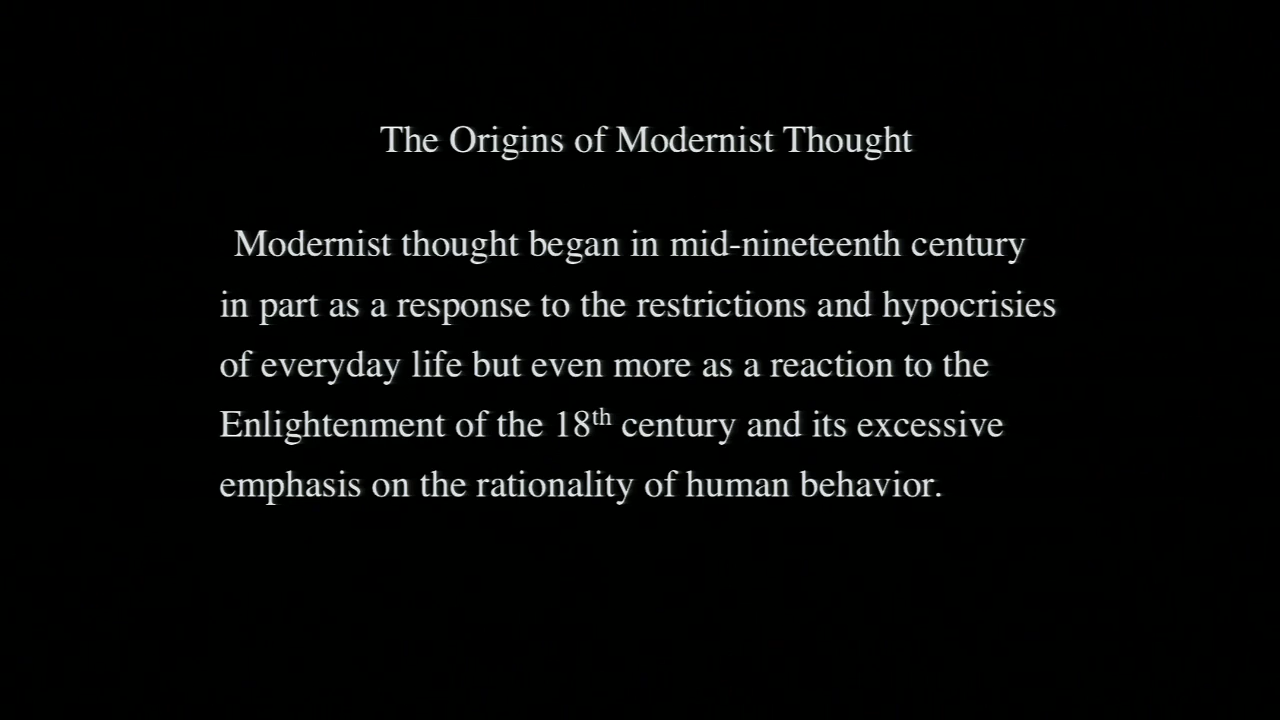 The Origins of Modernist Thought
Modernist thought began in mid-nineteenth century
in part as a response to the restrictions and hypocrisies
of everyday life but even more as a reaction to the
Enlightenment of the 18th century and its excessive
emphasis on the rationality of human behavior.